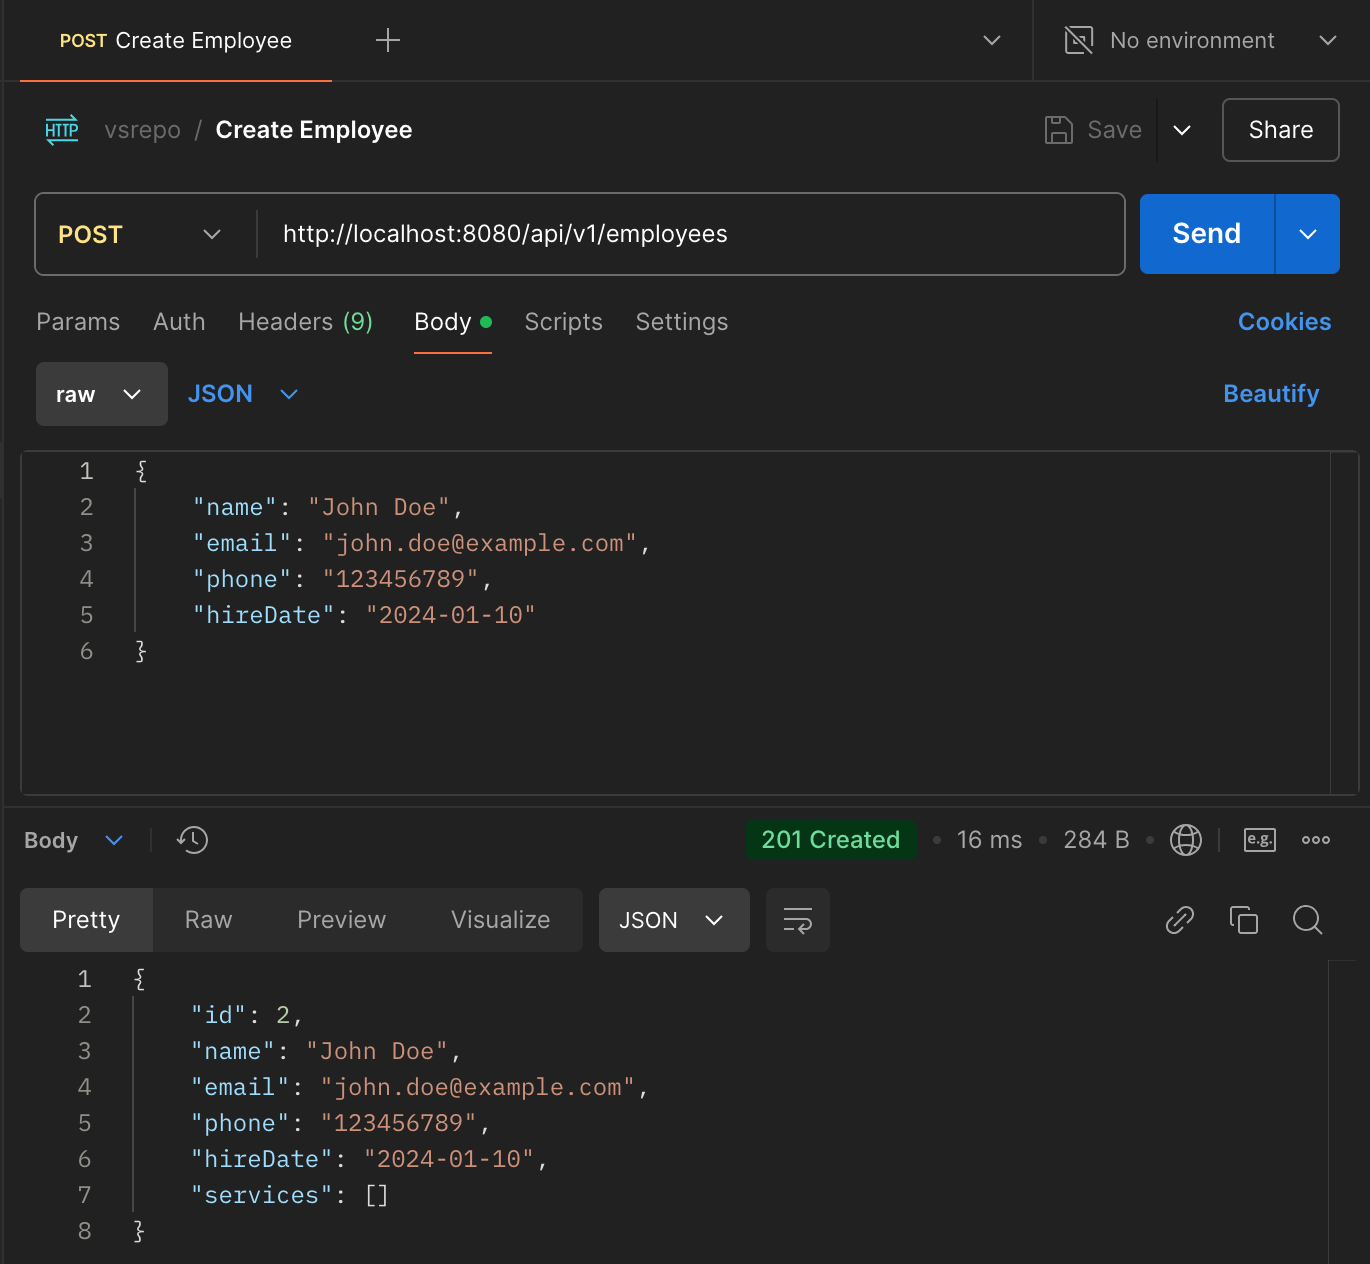 POST Create Employee
No environment
HTTP vsrepo / Create Employee
Save
Share
POST
http://localhost:8080/api/v1/employees
Send
Params Auth Headers (9) Body Scripts Settings
Cookies
raw JSON
Beautify
1 {
2 "name": "John Doe",
3 "email": "john.doe@example.com",
4 "phone": "123456789",
5 "hireDate": "2024-01-10"
6 }
Body
201 Created • 16 ms • 284 B •
e.g.
Pretty Raw Preview Visualize JSON
1 {
2 "id": 2,
3 "name": "John Doe",
4 "email": "john.doe@example.com",
5 "phone": "123456789",
6 "hireDate": "2024-01-10",
7 "services": []
8 }